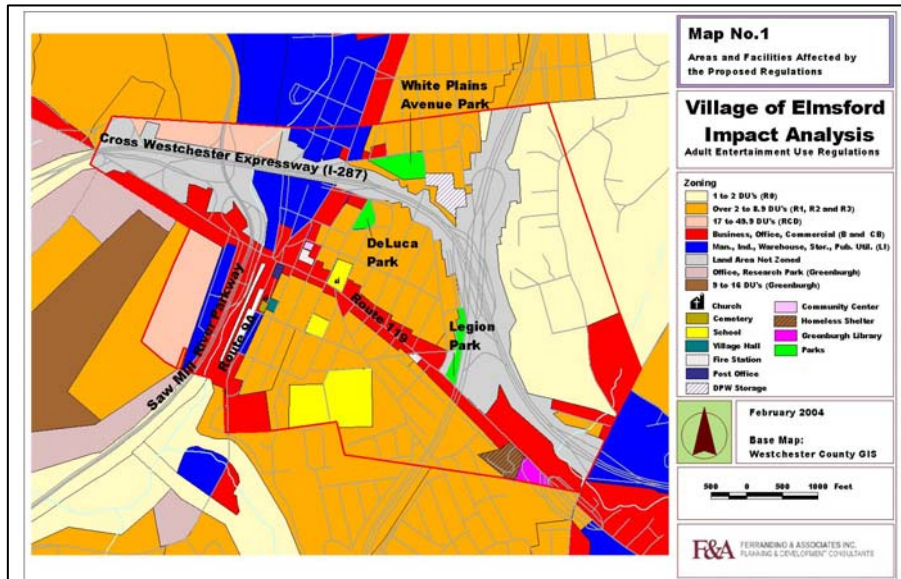 White Plains
Avenue Park
Cross Westchester Expressway (I-287)
DeLuca
Park
Route 119
Legion
Park
Saw Mill River Parkway
Route 9A
Map No.1
Areas and Facilities Affected by
the Proposed Regulations
Village of Elmsford
Impact Analysis
Adult Entertainment Use Regulations
Zoning
1 to 2 DU's (R0)
Over 2 to 8.9 DU's (R1, R2 and R3)
17 to 49.9 DU's (RCD)
Business, Office, Commercial (B and CB)
Man., Ind., Warehouse, Stor., Pub. Util. (LI)
Land Area Not Zoned
Office, Research Park (Greenburgh)
9 to 16 DU's (Greenburgh)
Church
Cemetery
School
Village Hall
Fire Station
Post Office
DPW Storage
Community Center
Homeless Shelter
Greenburgh Library
Parks
February 2004
Base Map:
Westchester County GIS
500 0 500 1000 Feet
F&A FERRANDINO & ASSOCIATES INC.
PLANNING & DEVELOPMENT CONSULTANTS